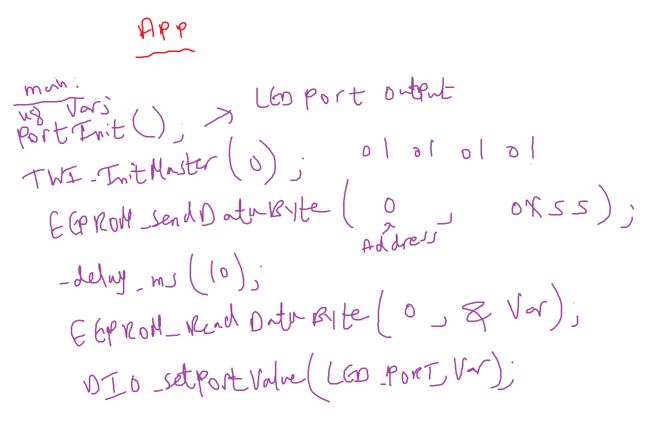 App
main:
u8 Var;
PortInit(); → LED Port output
TWI_InitMaster(0); 01 01 01 01
EEPROM_sendDataByte(0, 0x55);
Address
_delay_ms(10);
EEPROM_ReadDataByte(0, & Var);
DIO_setPortValue(LED_PORT, Var);